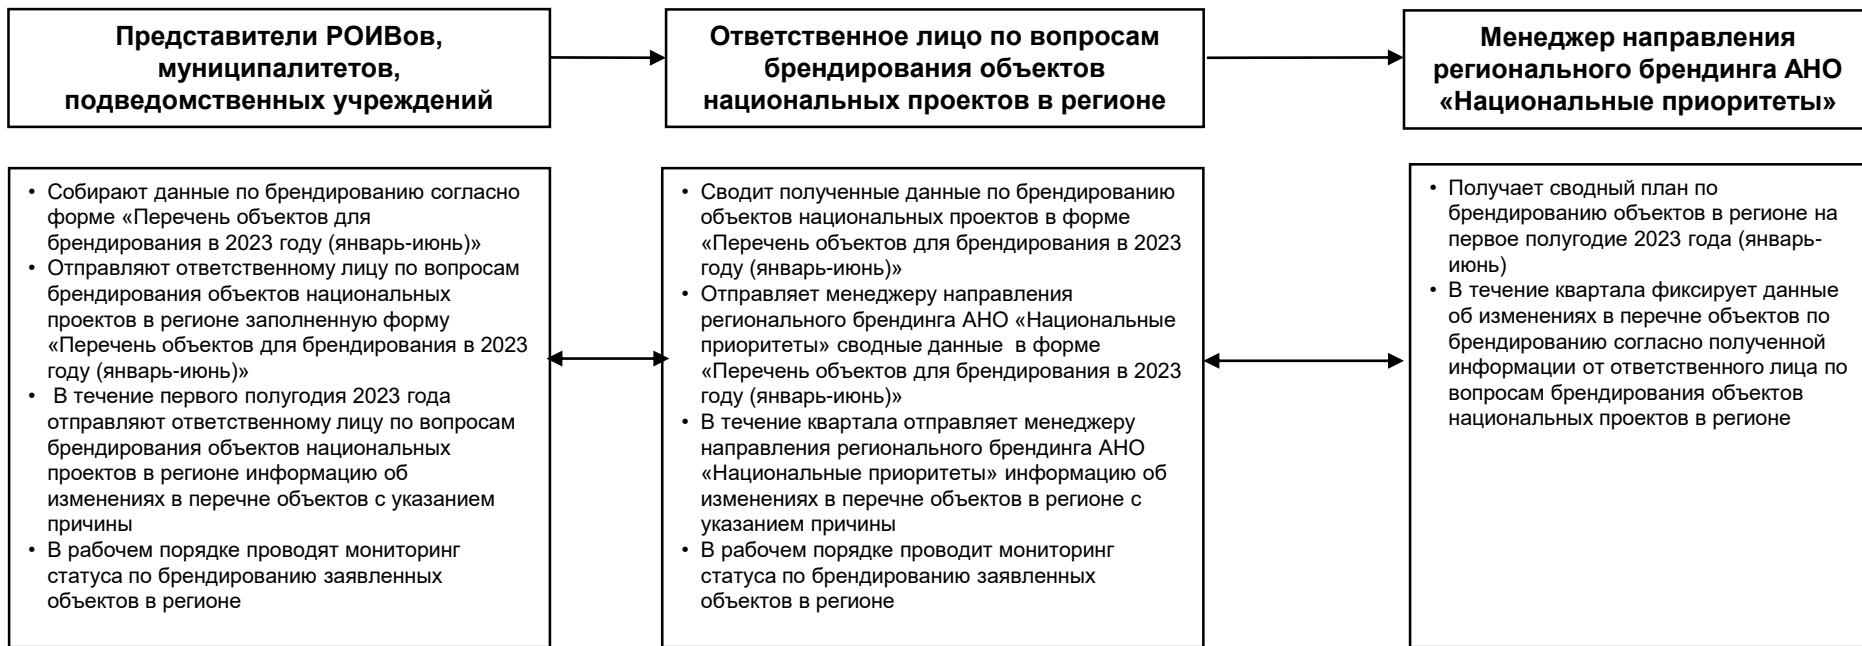 Представители РОИВов,
муниципалитетов,
подведомственных учреждений
Ответственное лицо по вопросам
брендирования объектов
национальных проектов в регионе
Менеджер направления
регионального брендинга АНО
«Национальные приоритеты»
• Собирают данные по брендированию согласно
форме «Перечень объектов для
брендирования в 2023 году (январь-июнь)»
• Отправляют ответственному лицу по вопросам
брендирования объектов национальных
проектов в регионе заполненную форму
«Перечень объектов для брендирования в 2023
году (январь-июнь)»
• В течение первого полугодия 2023 года
отправляют ответственному лицу по вопросам
брендирования объектов национальных
проектов в регионе информацию об
изменениях в перечне объектов с указанием
причины
• В рабочем порядке проводят мониторинг
статуса по брендированию заявленных
объектов в регионе
• Сводит полученные данные по брендированию
объектов национальных проектов в форме
«Перечень объектов для брендирования в 2023
году (январь-июнь)»
• Отправляет менеджеру направления
регионального брендинга АНО «Национальные
приоритеты» сводные данные в форме
«Перечень объектов для брендирования в 2023
году (январь-июнь)»
• В течение квартала отправляет менеджеру
направления регионального брендинга АНО
«Национальные приоритеты» информацию об
изменениях в перечне объектов в регионе с
указанием причины
• В рабочем порядке проводит мониторинг
статуса по брендированию заявленных
объектов в регионе
• Получает сводный план по
брендированию объектов в регионе на
первое полугодие 2023 года (январь-
июнь)
• В течение квартала фиксирует данные
об изменениях в перечне объектов по
брендированию согласно полученной
информации от ответственного лица по
вопросам брендирования объектов
национальных проектов в регионе